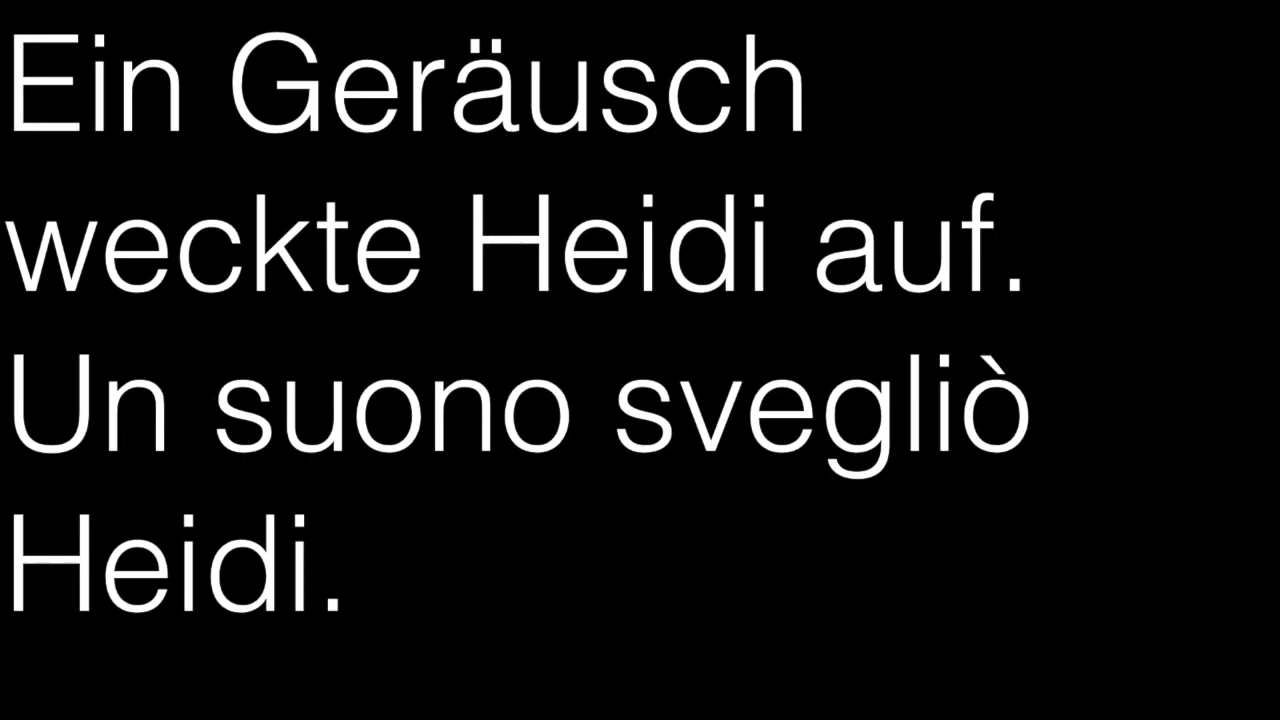 Ein Geräusch
weckte Heidi auf.
Un suono svegliò
Heidi.